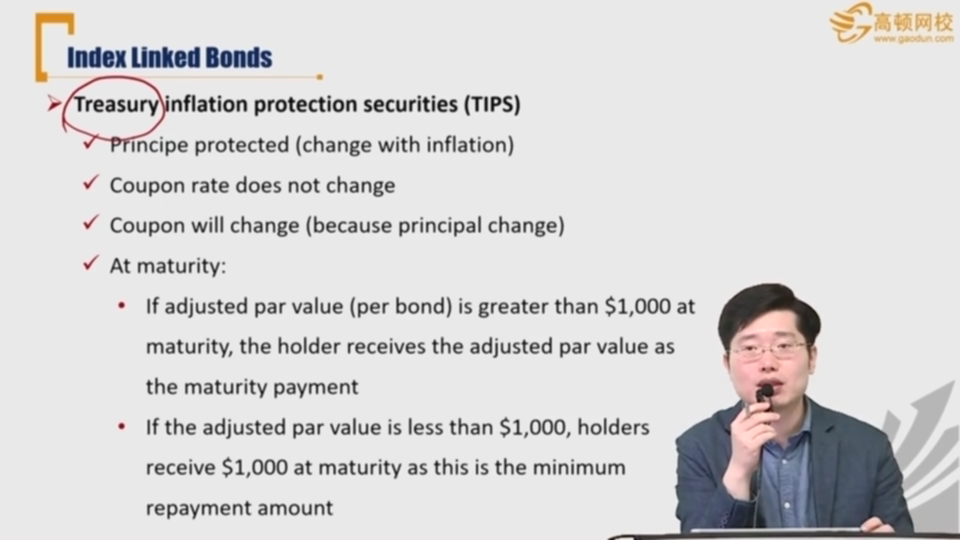 高顿网校
www.gaodun.com
Index Linked Bonds
Treasury inflation protection securities (TIPS)
Principe protected (change with inflation)
Coupon rate does not change
Coupon will change (because principal change)
At maturity:
If adjusted par value (per bond) is greater than $1,000 at
maturity, the holder receives the adjusted par value as
the maturity payment
If the adjusted par value is less than $1,000, holders
receive $1,000 at maturity as this is the minimum
repayment amount